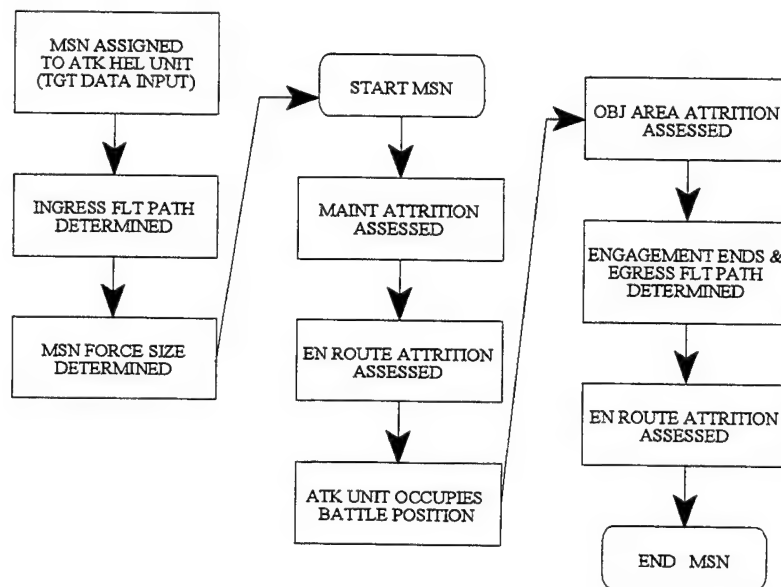 MSN ASSIGNED
TO ATK HEL UNIT
(TGT DATA INPUT)
INGRESS FLT PATH
DETERMINED
MSN FORCE SIZE
DETERMINED
START MSN
MAINT ATTRITION
ASSESSED
EN ROUTE ATTRITION
ASSESSED
ATK UNIT OCCUPIES
BATTLE POSITION
OBJ AREA ATTRITION
ASSESSED
ENGAGEMENT ENDS &
EGRESS FLT PATH
DETERMINED
EN ROUTE ATTRITION
ASSESSED
END MSN